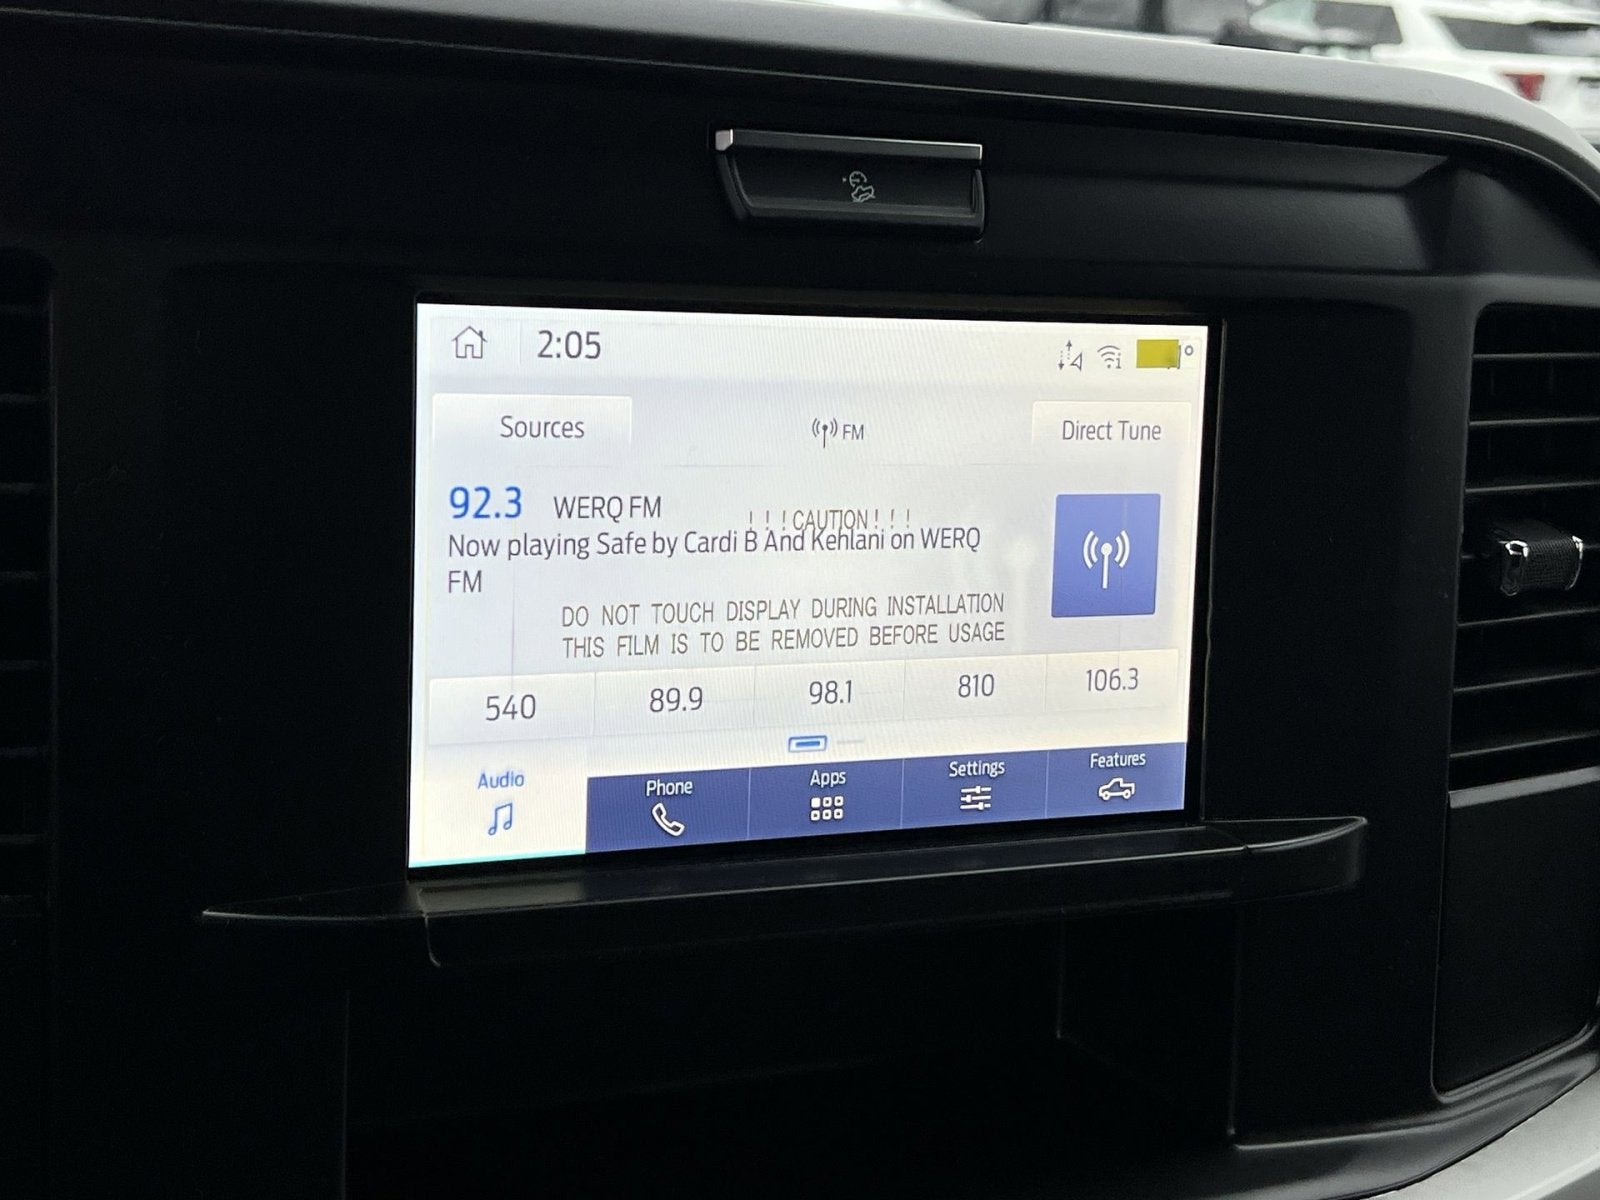 2:05
Sources
FM
Direct Tune
92.3 WERQ FM
! ! ! CAUTION ! ! !
Now playing Safe by Cardi B And Kehlani on WERQ
FM
DO NOT TOUCH DISPLAY DURING INSTALLATION
THIS FILM IS TO BE REMOVED BEFORE USAGE
540 89.9 98.1 810 106.3
Audio Phone Apps Settings Features